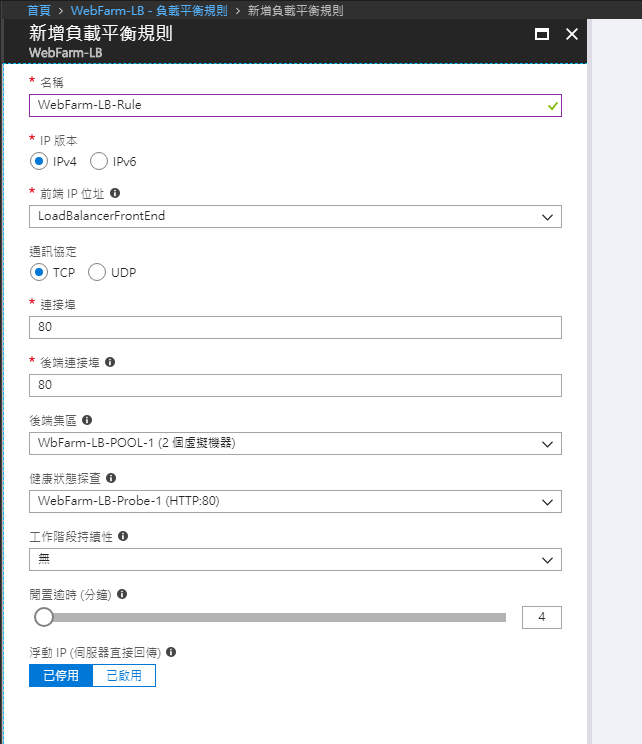 首頁 > WebFarm-LB - 負載平衡規則 > 新增負載平衡規則
新增負載平衡規則
WebFarm-LB
* 名稱
WebFarm-LB-Rule
* IP 版本
IPv4 IPv6
* 前端 IP 位址
LoadBalancerFrontEnd
通訊協定
TCP UDP
* 連接埠
80
* 後端連接埠
80
後端集區
WbFarm-LB-POOL-1 (2 個虛擬機器)
健康狀態探查
WebFarm-LB-Probe-1 (HTTP:80)
工作階段持續性
無
閒置逾時 (分鐘)
4
浮動 IP (伺服器直接回傳)
已停用 已啟用